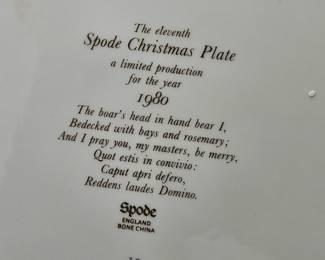 The eleventh
Spode Christmas Plate
a limited production
for the year
1980
The boar's head in hand bear I,
Bedecked with bays and rosemary;
And I pray you, my masters, be merry,
Quot estis in convivio:
Caput apri defero,
Reddens laudes Domino.
Spode
ENGLAND
BONE CHINA